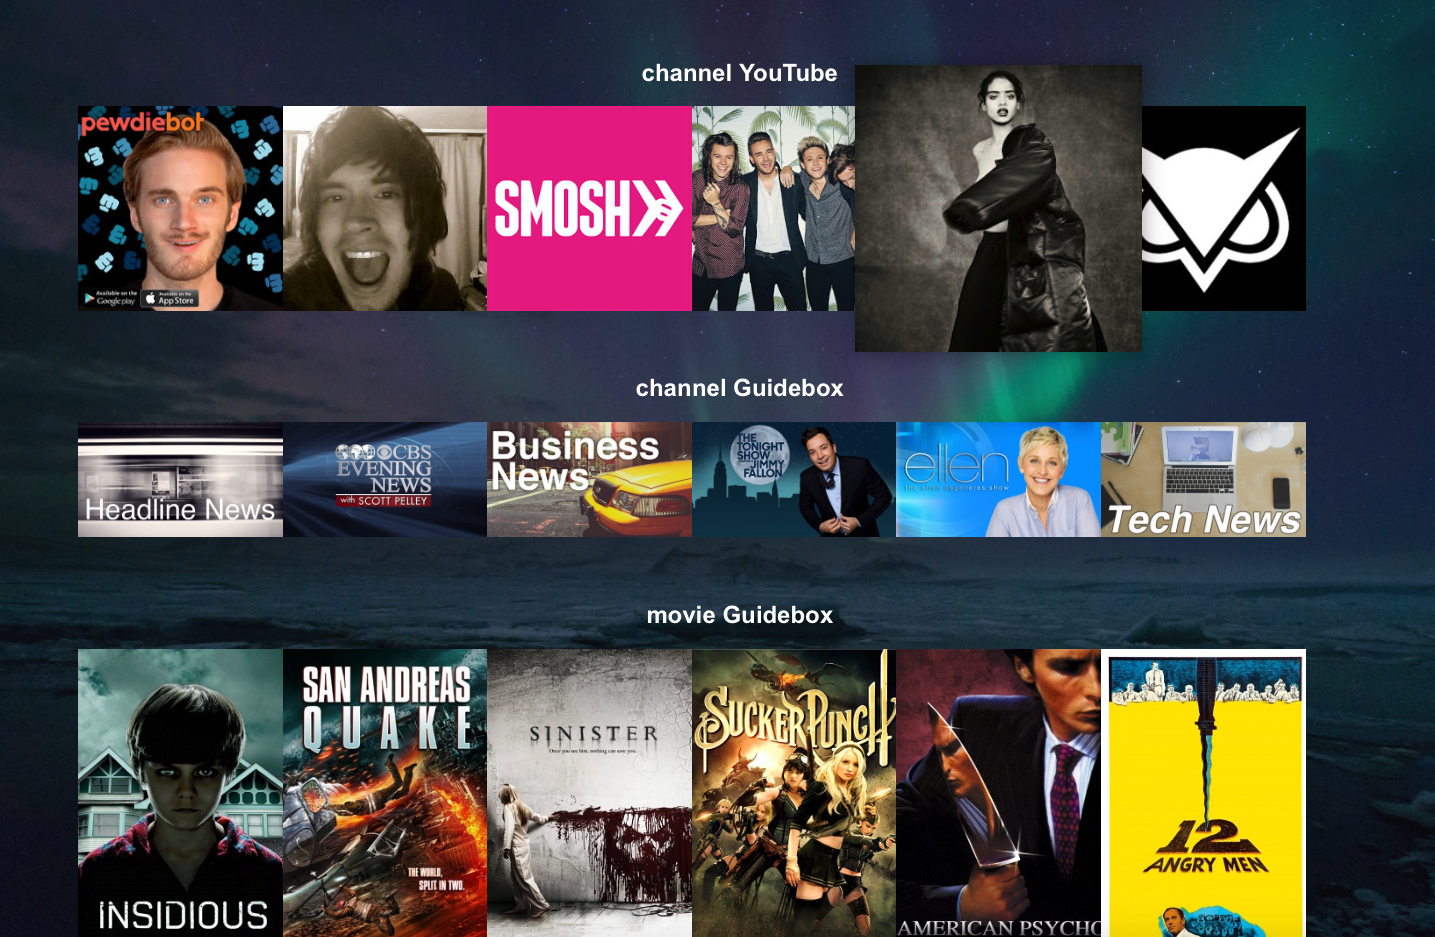 channel YouTube
pewdiebot
Available on the
Google play
Available on the
App Store
SMOSH
channel Guidebox
Headline News
CBS
EVENING
NEWS
with SCOTT PELLEY
Business
News
THE
TONIGHT
SHOW
JIMMY
FALLON
ellen
the ellen degeneres show
Tech News
movie Guidebox
INSIDIOUS
SAN ANDREAS
QUAKE
THE WORLD,
SPLIT IN TWO.
SINISTER
Once you see him, nothing can save you.
SUCKER PUNCH
AMERICAN PSYCHO
12
ANGRY MEN